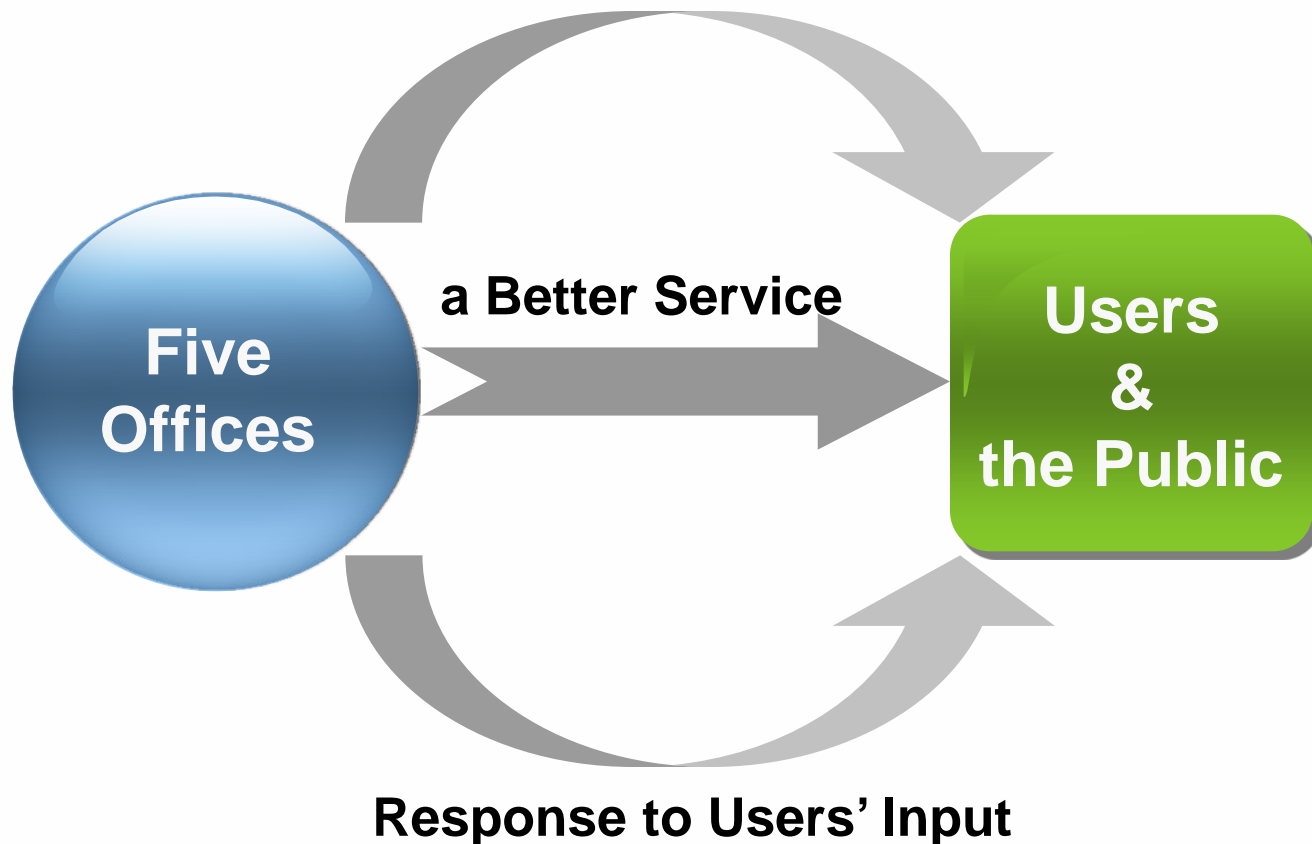 a Better Service
Five
Offices
Users
&
the Public
Response to Users’ Input